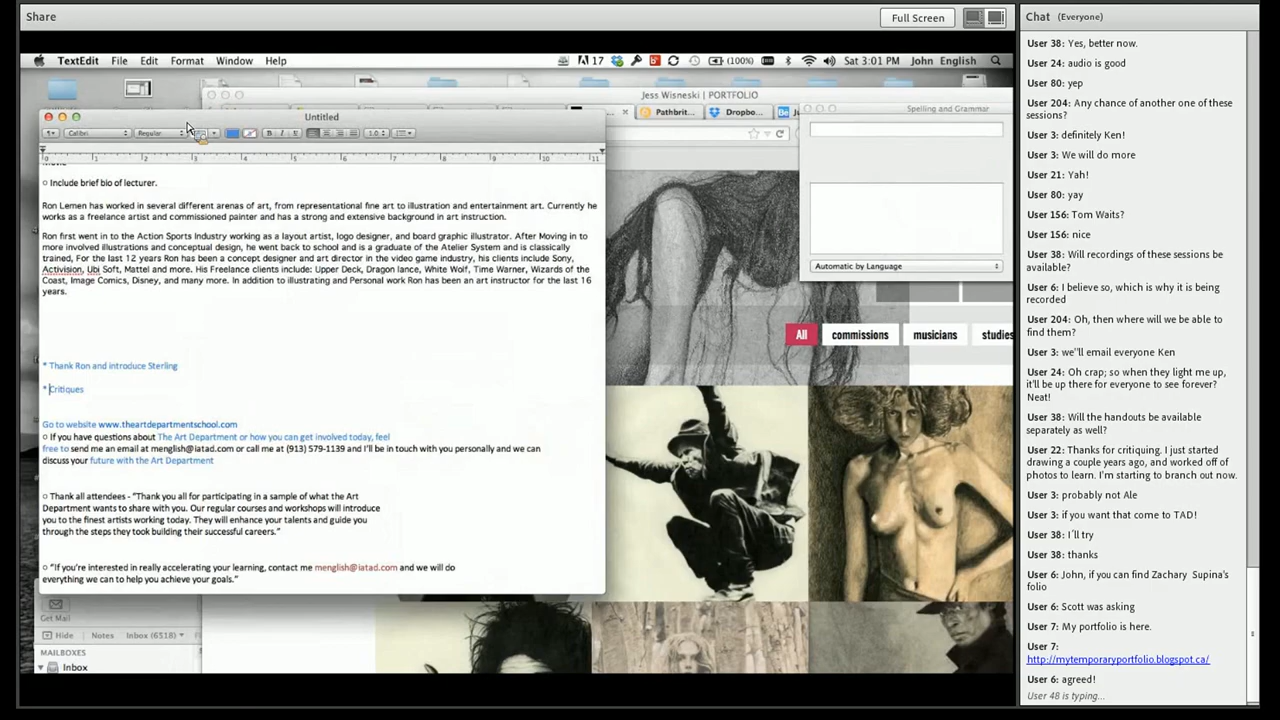 Share
Full Screen
TextEdit File Edit Format Window Help
17
(100%)
Sat 3:01 PM John English
Jess Wisneski | PORTFOLIO
Pathbrit...
Dropbo...
Spelling and Grammar
Untitled
Calibri
Regular
B I U
1.0
0 1 2 3 4 5 6 7 8 9 10 11
○ Include brief bio of lecturer.
Ron Lemen has worked in several different arenas of art, from representational fine art to illustration and entertainment art. Currently he
works as a freelance artist and commissioned painter and has a strong and extensive background in art instruction.
Ron first went in to the Action Sports Industry working as a layout artist, logo designer, and board graphic illustrator. After Moving in to
more involved illustrations and conceptual design, he went back to school and is a graduate of the Atelier System and is classically
trained, For the last 12 years Ron has been a concept designer and art director in the video game industry, his clients include Sony,
Activision, Ubi Soft, Mattel and more. His Freelance clients include: Upper Deck, Dragon lance, White Wolf, Time Warner, Wizards of the
Coast, Image Comics, Disney, and many more. In addition to illustrating and Personal work Ron has been an art instructor for the last 16
years.
* Thank Ron and introduce Sterling
* Critiques
Go to website www.theartdepartmentschool.com
○ If you have questions about The Art Department or how you can get involved today, feel
free to send me an email at menglish@iatad.com or call me at (913) 579-1139 and I'll be in touch with you personally and we can
discuss your future with the Art Department
○ Thank all attendees - "Thank you all for participating in a sample of what the Art
Department wants to share with you. Our regular courses and workshops will introduce
you to the finest artists working today. They will enhance your talents and guide you
through the steps they took building their successful careers."
○ "If you're interested in really accelerating your learning, contact me menglish@iatad.com and we will do
everything we can to help you achieve your goals."
Automatic by Language
All commissions musicians studies
Get Mail
Hide Notes Inbox (6518)
MAILBOXES
Inbox
Chat (Everyone)
User 38: Yes, better now.
User 24: audio is good
User 80: yep
User 204: Any chance of another one of these
sessions?
User 3: definitely Ken!
User 3: We will do more
User 21: Yah!
User 80: yay
User 156: Tom Waits?
User 156: nice
User 38: Will recordings of these sessions be
available?
User 6: I believe so, which is why it is being
recorded
User 204: Oh, then where will we be able to
find them?
User 3: we''ll email everyone Ken
User 24: Oh crap; so when they light me up,
it'll be up there for everyone to see forever?
Neat!
User 38: Will the handouts be available
separately as well?
User 22: Thanks for critiquing. I just started
drawing a couple years ago, and worked off of
photos to learn. I'm starting to branch out now.
User 3: probably not Ale
User 3: if you want that come to TAD!
User 38: I´ll try
User 38: thanks
User 6: John, if you can find Zachary Supina's
folio
User 6: Scott was asking
User 7: My portfolio is here.
User 7:
http://mytemporaryportfolio.blogspot.ca/
User 6: agreed!
User 48 is typing...